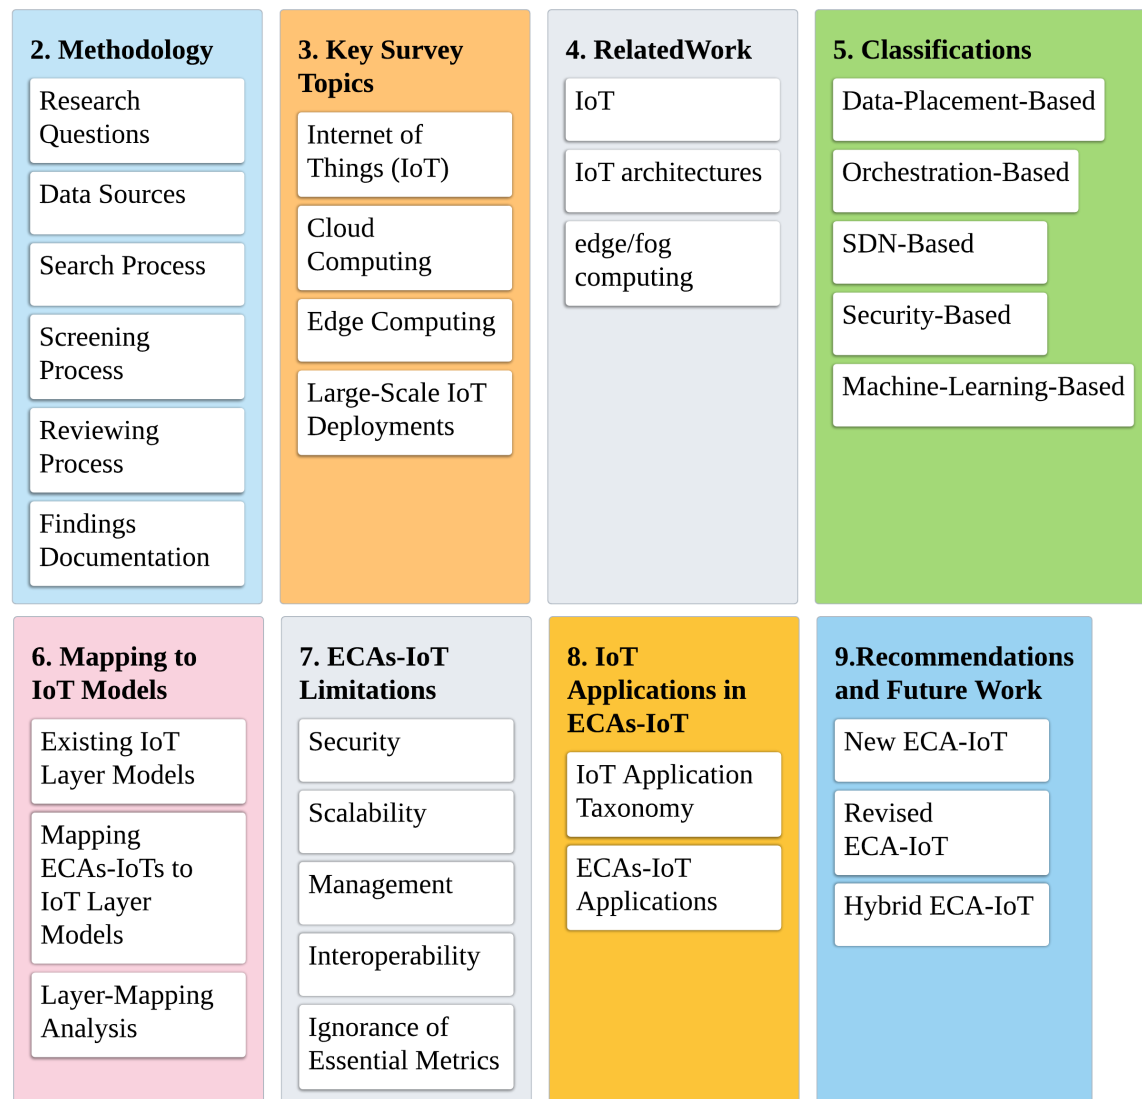 2. Methodology
Research
Questions
Data Sources
Search Process
Screening
Process
Reviewing
Process
Findings
Documentation
3. Key Survey
Topics
Internet of
Things (IoT)
Cloud
Computing
Edge Computing
Large-Scale IoT
Deployments
4. RelatedWork
IoT
IoT architectures
edge/fog
computing
5. Classifications
Data-Placement-Based
Orchestration-Based
SDN-Based
Security-Based
Machine-Learning-Based
6. Mapping to
IoT Models
Existing IoT
Layer Models
Mapping
ECAs-IoTs to
IoT Layer
Models
Layer-Mapping
Analysis
7. ECAs-IoT
Limitations
Security
Scalability
Management
Interoperability
Ignorance of
Essential Metrics
8. IoT
Applications in
ECAs-IoT
IoT Application
Taxonomy
ECAs-IoT
Applications
9.Recommendations
and Future Work
New ECA-IoT
Revised
ECA-IoT
Hybrid ECA-IoT